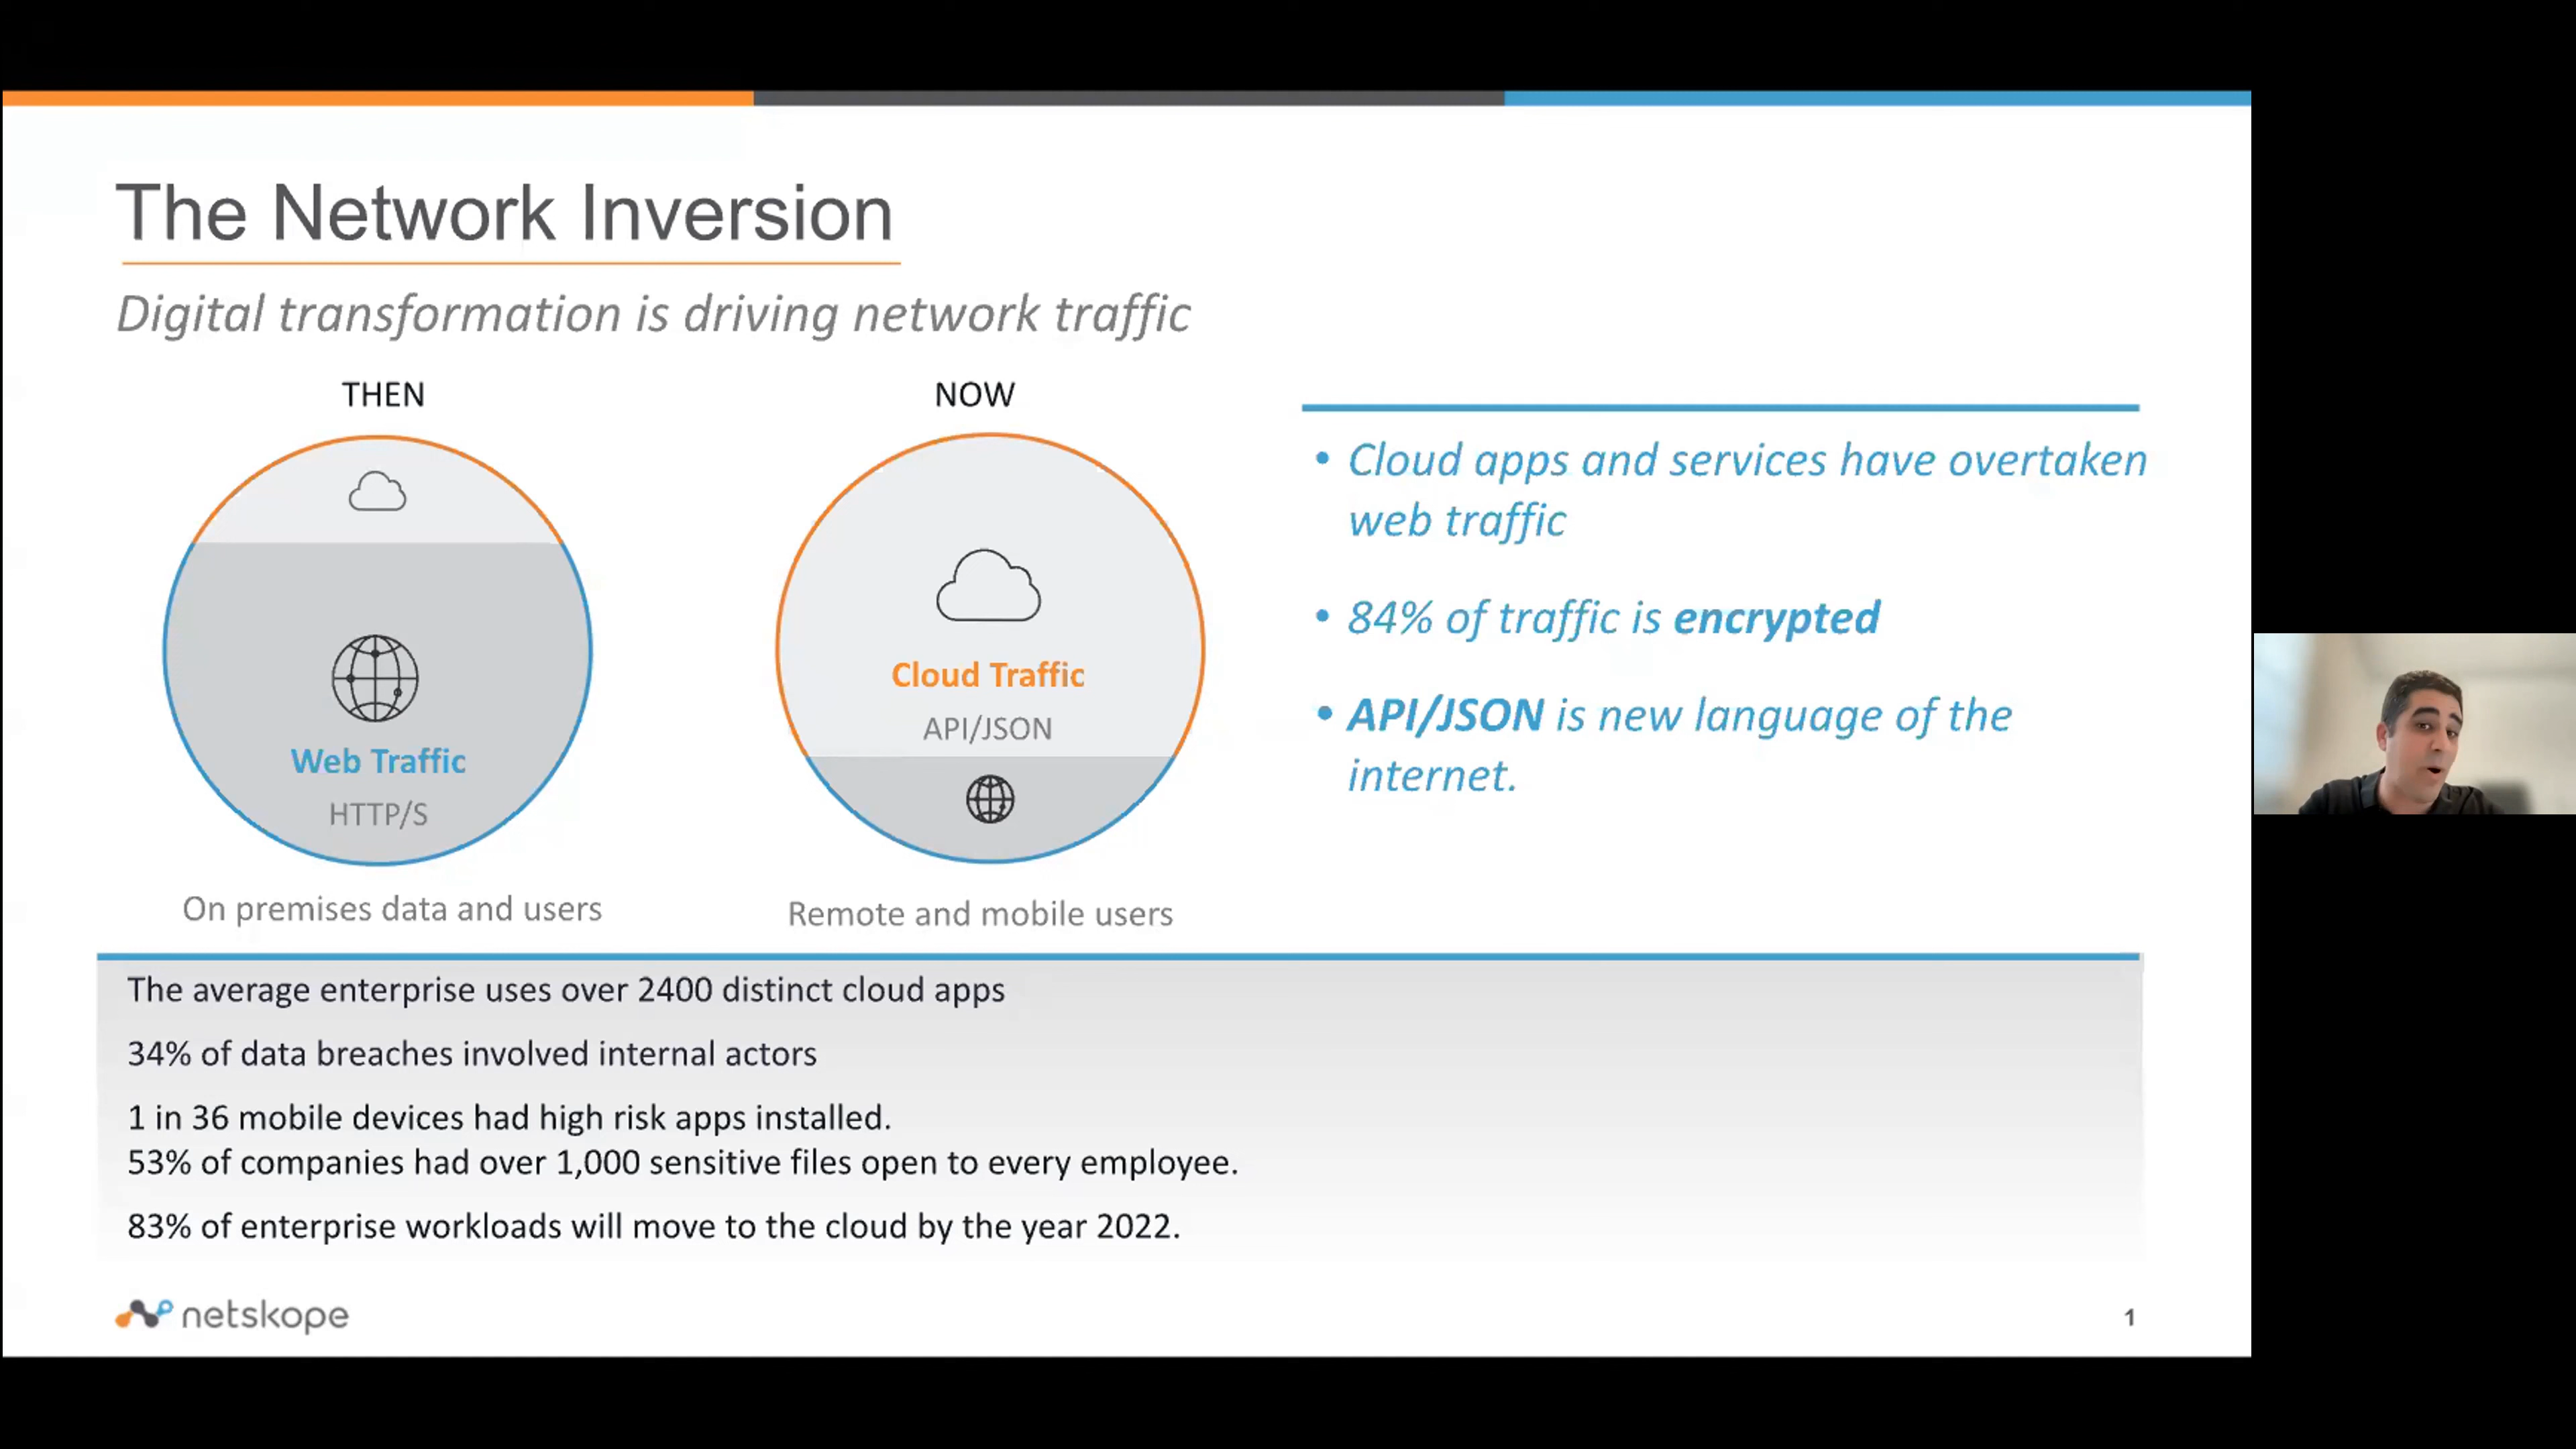 The Network Inversion
Digital transformation is driving network traffic
THEN
Web Traffic
HTTP/S
On premises data and users
NOW
Cloud Traffic
API/JSON
Remote and mobile users
• Cloud apps and services have overtaken
web traffic
• 84% of traffic is encrypted
• API/JSON is new language of the
internet.
The average enterprise uses over 2400 distinct cloud apps
34% of data breaches involved internal actors
1 in 36 mobile devices had high risk apps installed.
53% of companies had over 1,000 sensitive files open to every employee.
83% of enterprise workloads will move to the cloud by the year 2022.
netskope
1